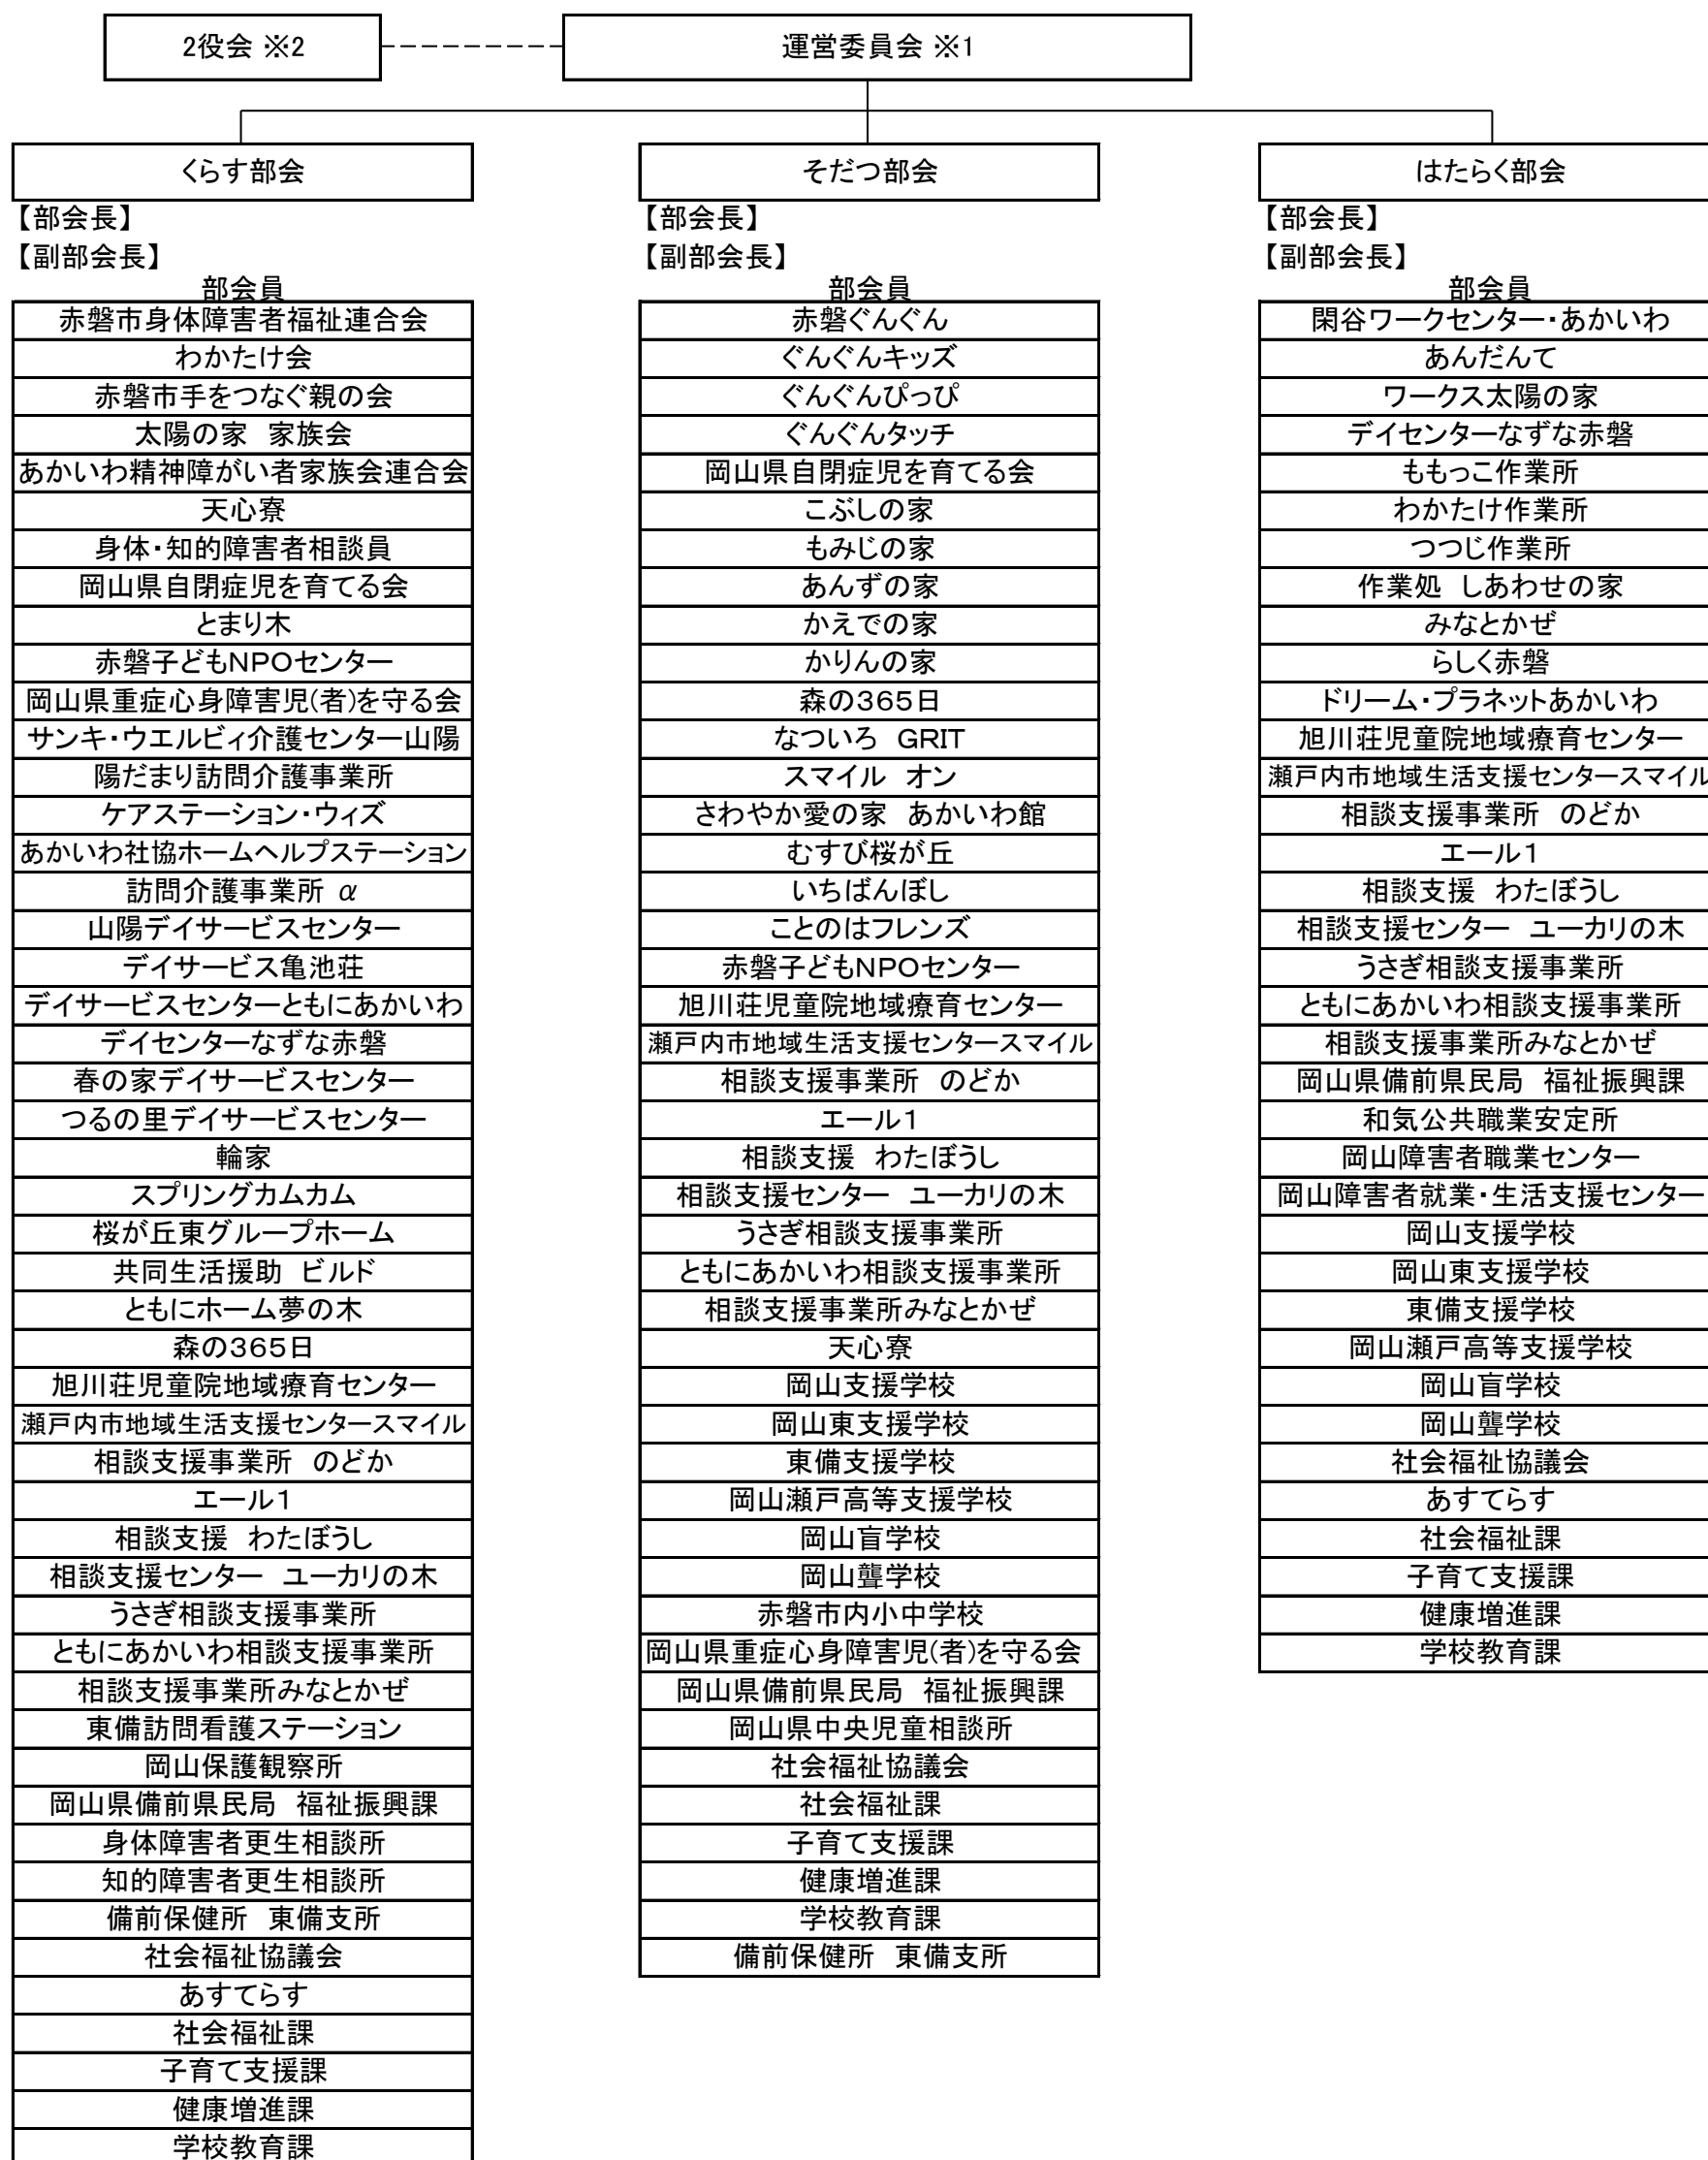 2役会 ※2
運営委員会 ※1
くらす部会
【部会長】
【副部会長】
部会員
赤磐市身体障害者福祉連合会
わかたけ会
赤磐市手をつなぐ親の会
太陽の家　家族会
あかいわ精神障がい者家族会連合会
天心寮
身体・知的障害者相談員
岡山県自閉症児を育てる会
とまり木
赤磐子どもNPOセンター
岡山県重症心身障害児(者)を守る会
サンキ・ウエルビィ介護センター山陽
陽だまり訪問介護事業所
ケアステーション・ウィズ
あかいわ社協ホームヘルプステーション
訪問介護事業所 α
山陽デイサービスセンター
デイサービス亀池荘
デイサービスセンターともにあかいわ
デイセンターなずな赤磐
春の家デイサービスセンター
つるの里デイサービスセンター
輪家
スプリングカムカム
桜が丘東グループホーム
共同生活援助　ビルド
ともにホーム夢の木
森の365日
旭川荘児童院地域療育センター
瀬戸内市地域生活支援センタースマイル
相談支援事業所　のどか
エール1
相談支援　わたぼうし
相談支援センター　ユーカリの木
うさぎ相談支援事業所
ともにあかいわ相談支援事業所
相談支援事業所みなとかぜ
東備訪問看護ステーション
岡山保護観察所
岡山県備前県民局　福祉振興課
身体障害者更生相談所
知的障害者更生相談所
備前保健所　東備支所
社会福祉協議会
あすてらす
社会福祉課
子育て支援課
健康増進課
学校教育課
そだつ部会
【部会長】
【副部会長】
部会員
赤磐ぐんぐん
ぐんぐんキッズ
ぐんぐんぴっぴ
ぐんぐんタッチ
岡山県自閉症児を育てる会
こぶしの家
もみじの家
あんずの家
かえでの家
かりんの家
森の365日
なついろ　GRIT
スマイル　オン
さわやか愛の家　あかいわ館
むすび桜が丘
いちばんぼし
ことのはフレンズ
赤磐子どもNPOセンター
旭川荘児童院地域療育センター
瀬戸内市地域生活支援センタースマイル
相談支援事業所　のどか
エール1
相談支援　わたぼうし
相談支援センター　ユーカリの木
うさぎ相談支援事業所
ともにあかいわ相談支援事業所
相談支援事業所みなとかぜ
天心寮
岡山支援学校
岡山東支援学校
東備支援学校
岡山瀬戸高等支援学校
岡山盲学校
岡山聾学校
赤磐市内小中学校
岡山県重症心身障害児(者)を守る会
岡山県備前県民局　福祉振興課
岡山県中央児童相談所
社会福祉協議会
社会福祉課
子育て支援課
健康増進課
学校教育課
備前保健所　東備支所
はたらく部会
【部会長】
【副部会長】
部会員
閑谷ワークセンター・あかいわ
あんだんて
ワークス太陽の家
デイセンターなずな赤磐
ももっこ作業所
わかたけ作業所
つつじ作業所
作業処　しあわせの家
みなとかぜ
らしく赤磐
ドリーム・プラネットあかいわ
旭川荘児童院地域療育センター
瀬戸内市地域生活支援センタースマイル
相談支援事業所　のどか
エール1
相談支援　わたぼうし
相談支援センター　ユーカリの木
うさぎ相談支援事業所
ともにあかいわ相談支援事業所
相談支援事業所みなとかぜ
岡山県備前県民局　福祉振興課
和気公共職業安定所
岡山障害者職業センター
岡山障害者就業・生活支援センター
岡山支援学校
岡山東支援学校
東備支援学校
岡山瀬戸高等支援学校
岡山盲学校
岡山聾学校
社会福祉協議会
あすてらす
社会福祉課
子育て支援課
健康増進課
学校教育課